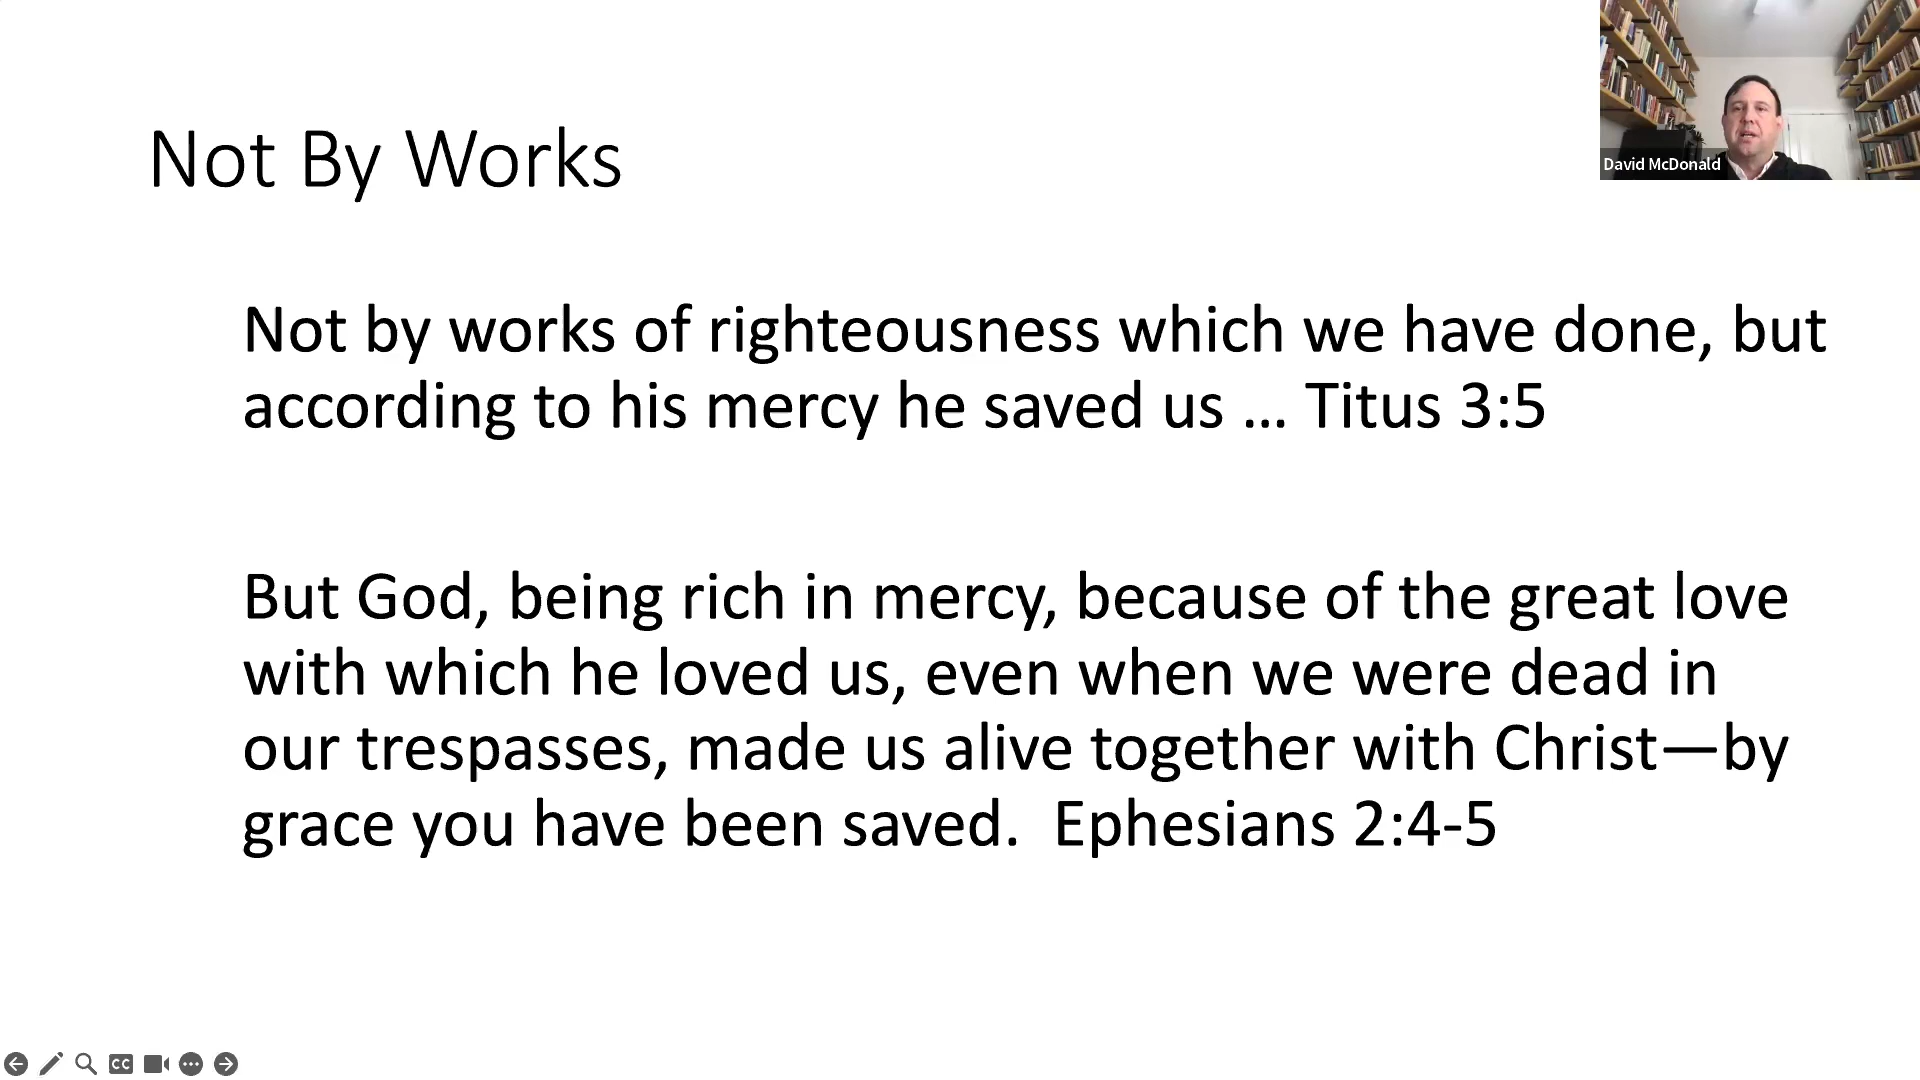 Not By Works
David McDonald
Not by works of righteousness which we have done, but
according to his mercy he saved us ... Titus 3:5
But God, being rich in mercy, because of the great love
with which he loved us, even when we were dead in
our trespasses, made us alive together with Christ—by
grace you have been saved.  Ephesians 2:4-5
CC